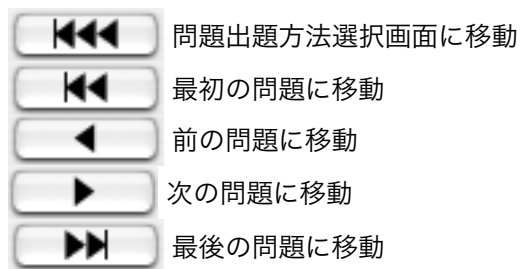 問題出題方法選択画面に移動
最初の問題に移動
前の問題に移動
次の問題に移動
最後の問題に移動